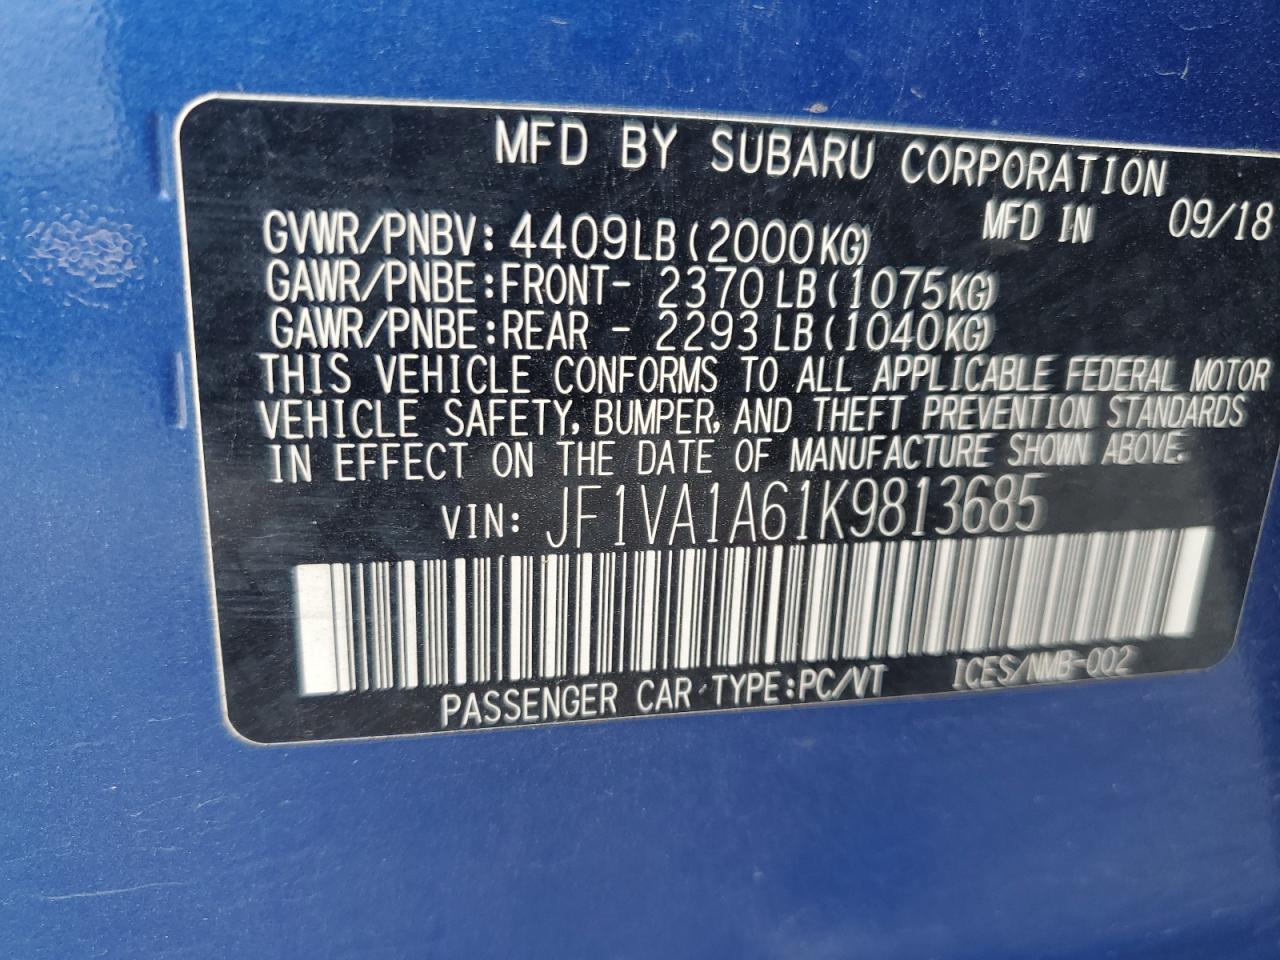 MFD BY SUBARU CORPORATION
MFD IN 09/18
GVWR/PNBV: 4409LB (2000KG)
GAWR/PNBE:FRONT- 2370 LB (1075KG)
GAWR/PNBE:REAR - 2293 LB (1040KG)
THIS VEHICLE CONFORMS TO ALL APPLICABLE FEDERAL MOTOR
VEHICLE SAFETY, BUMPER, AND THEFT PREVENTION STANDARDS
IN EFFECT ON THE DATE OF MANUFACTURE SHOWN ABOVE.
VIN: JF1VA1A61K9813685
PASSENGER CAR TYPE:PC/VT ICES/NMB-002